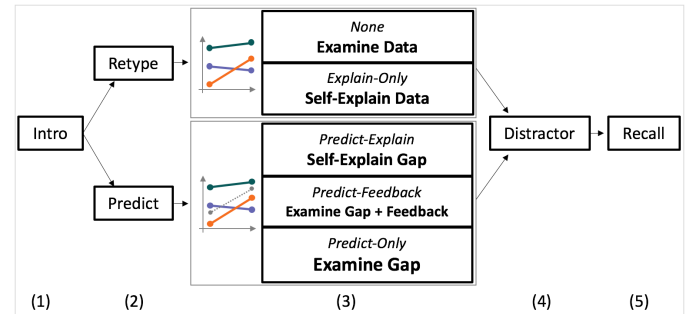 Intro
Retype
Predict
None
Examine Data
Explain-Only
Self-Explain Data
Predict-Explain
Self-Explain Gap
Predict-Feedback
Examine Gap + Feedback
Predict-Only
Examine Gap
Distractor
Recall
(1) (2) (3) (4) (5)